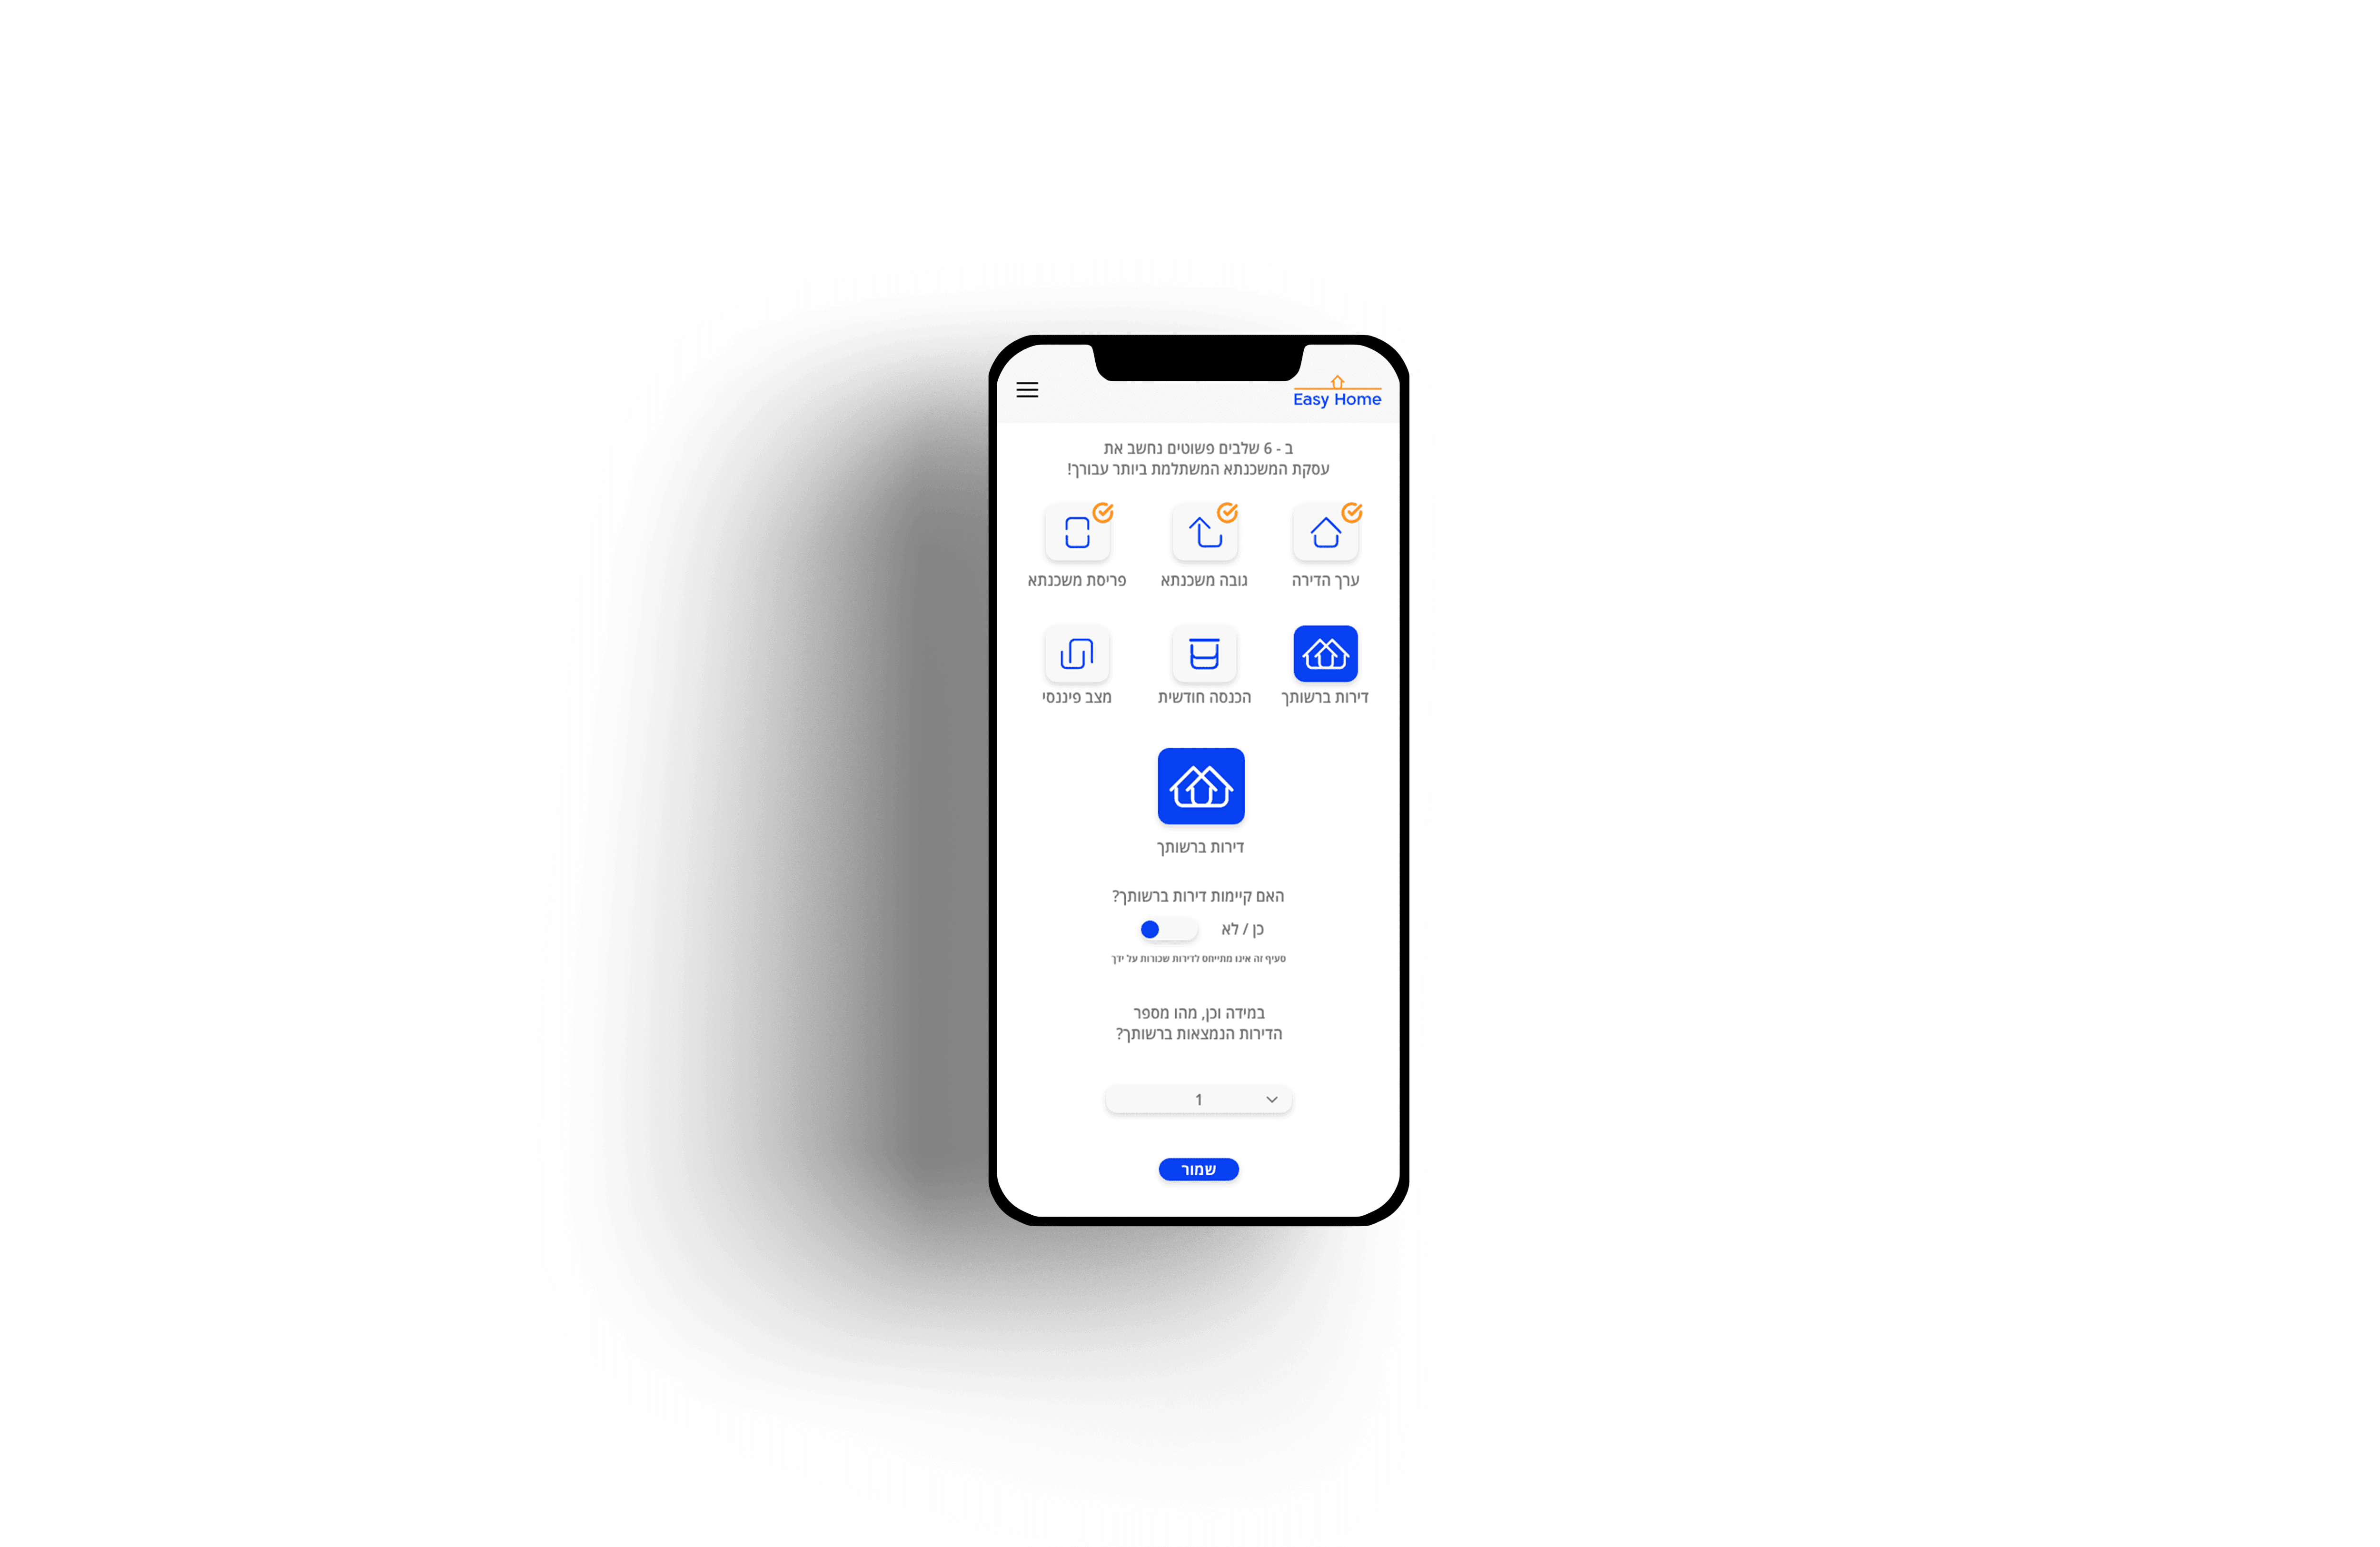 Easy Home
ב - 6 שלבים פשוטים נחשב את
עסקת המשכנתא המשתלמת ביותר עבורך!
ערך הדירה
גובה משכנתא
פריסת משכנתא
דירות ברשותך
הכנסה חודשית
מצב פיננסי
דירות ברשותך
האם קיימות דירות ברשותך?
כן / לא
סעיף זה אינו מתייחס לדירות שכורות על ידך
במידה וכן, מהו מספר
הדירות הנמצאות ברשותך?
1
שמור